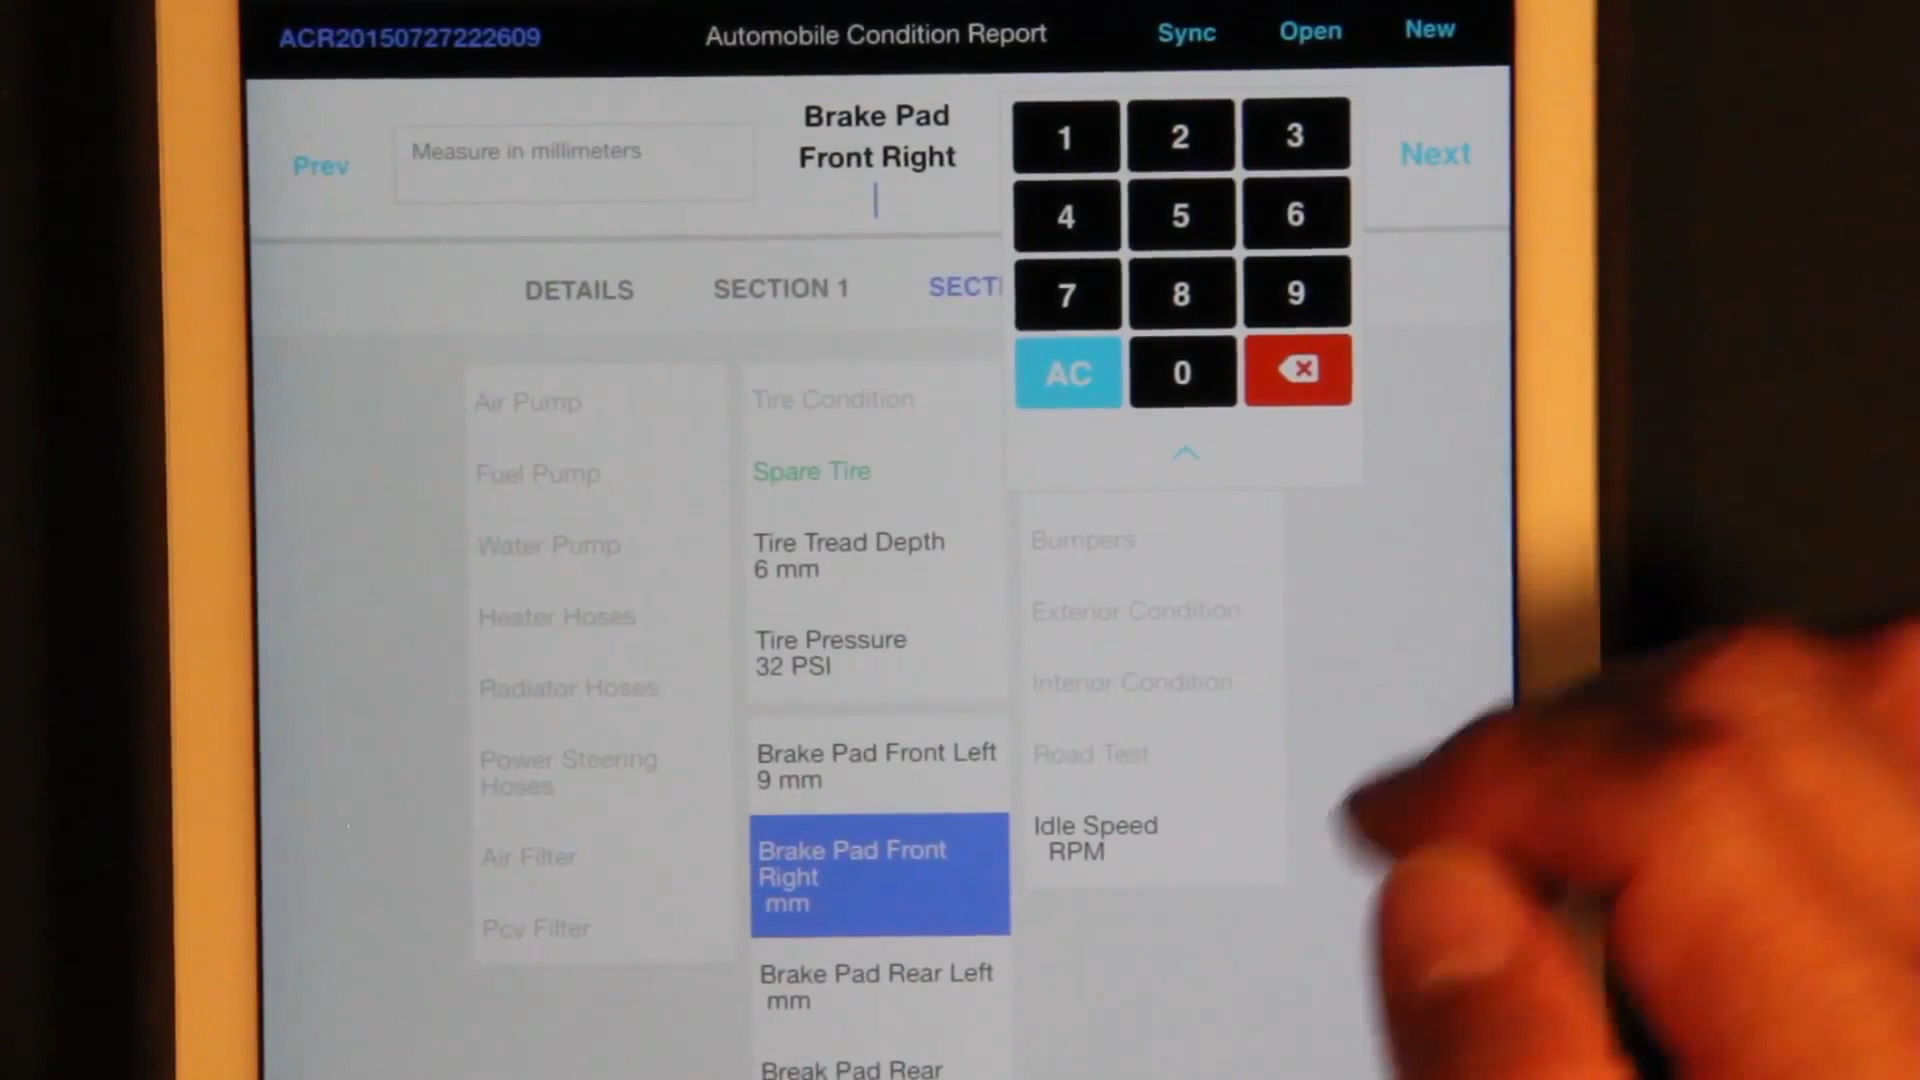 ACR20150727222609
Automobile Condition Report
Sync
Open
New
Prev
Measure in millimeters
Brake Pad
Front Right
1
2
3
4
5
6
7
8
9
AC
0
Next
DETAILS
SECTION 1
SECTI
Air Pump
Fuel Pump
Water Pump
Heater Hoses
Radiator Hoses
Power Steering
Hoses
Air Filter
Pcv Filter
Tire Condition
Spare Tire
Tire Tread Depth
6 mm
Tire Pressure
32 PSI
Brake Pad Front Left
9 mm
Brake Pad Front
Right
mm
Brake Pad Rear Left
mm
Break Pad Rear
Bumpers
Exterior Condition
Interior Condition
Road Test
Idle Speed
RPM